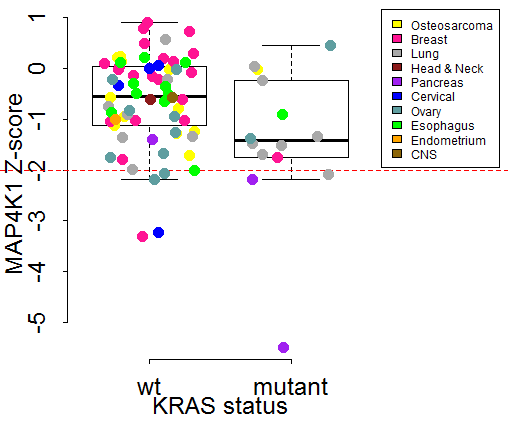 MAP4K1 Z-score
1
0
-1
-2
-3
-4
-5
wt
mutant
KRAS status
Osteosarcoma
Breast
Lung
Head & Neck
Pancreas
Cervical
Ovary
Esophagus
Endometrium
CNS